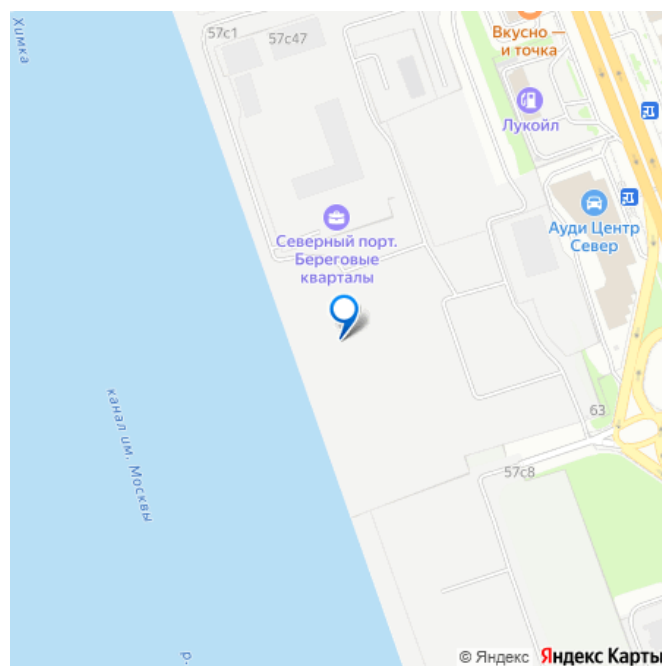 Химка
57с1
57с47
Вкусно —
и точка
Лукойл
Северный порт.
Береговые
кварталы
Ауди Центр
Север
канал им. Москвы
63
57с8
р.
© Яндекс Яндекс Карты